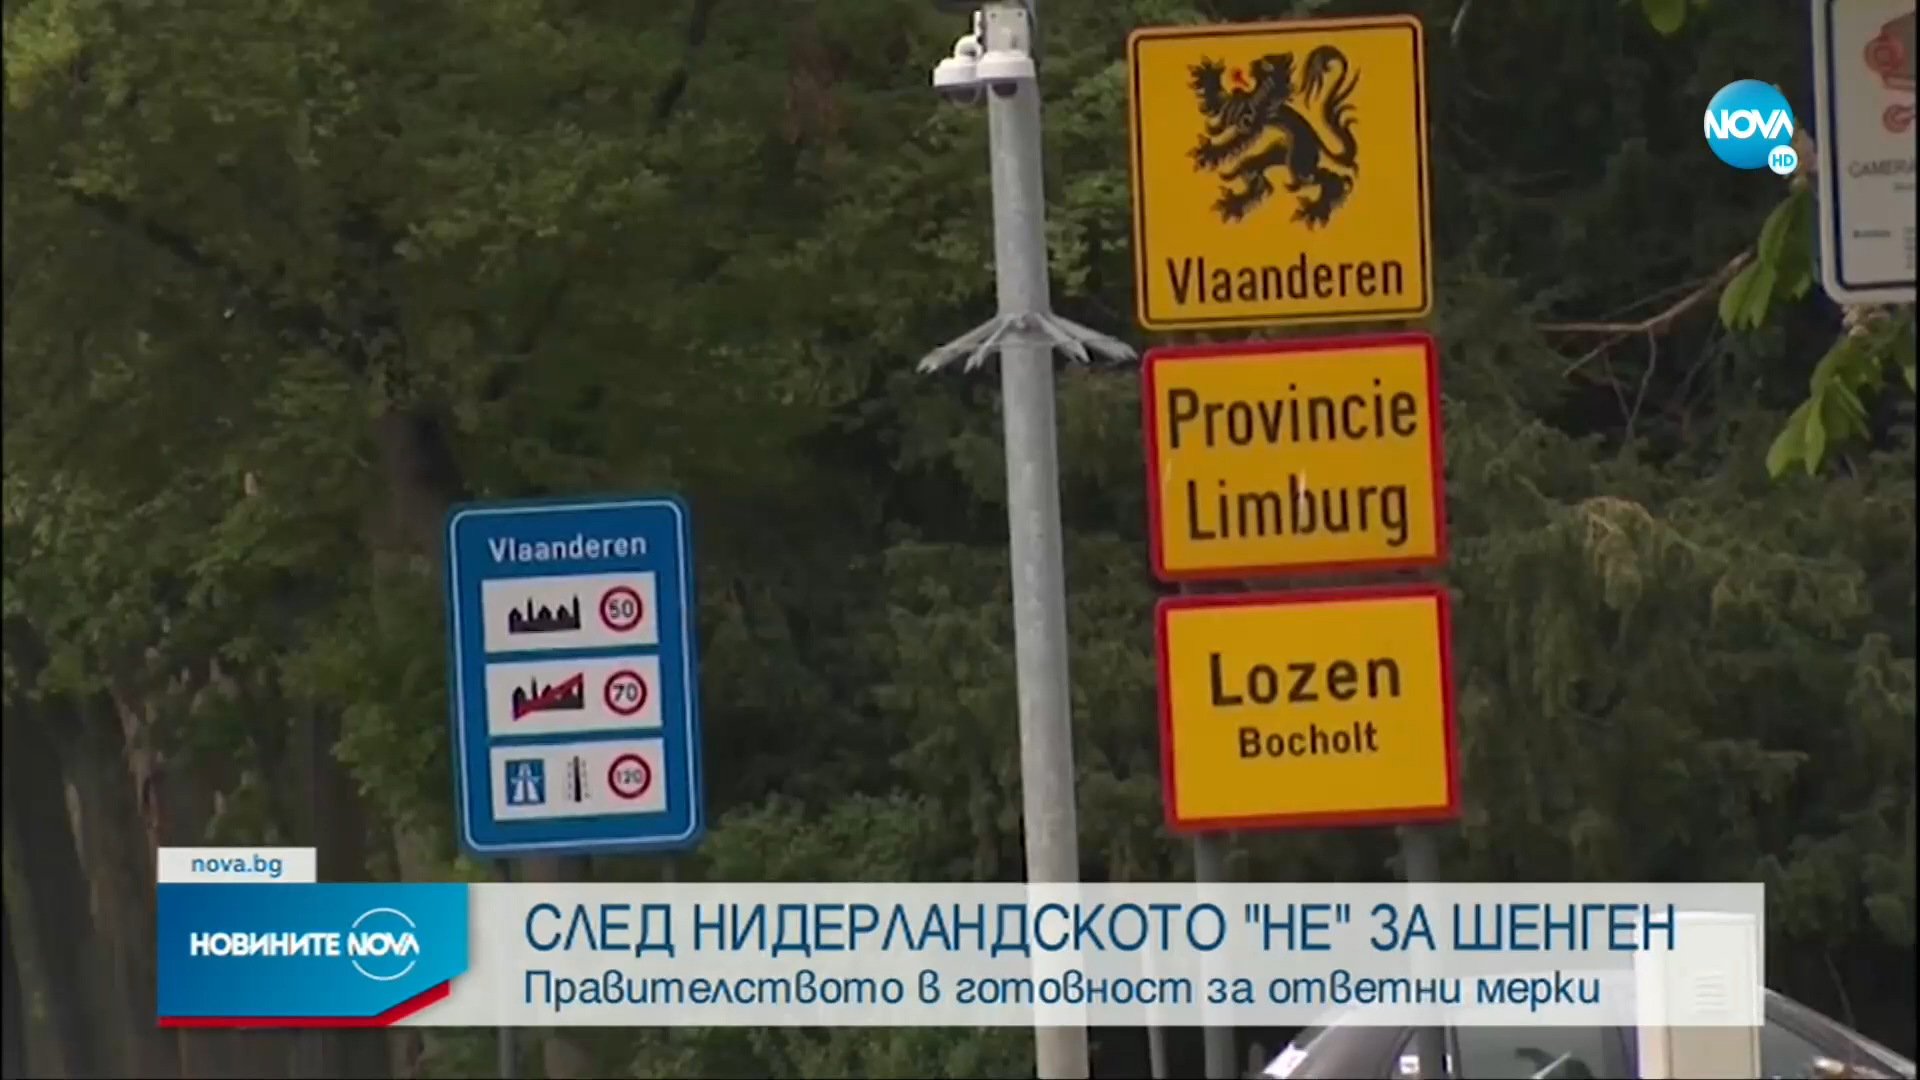 NOVA
HD
CAMERA
Vlaanderen
Provincie
Limburg
Lozen
Bocholt
Vlaanderen
50
70
120
nova.bg
НОВИНИТЕ NOVA
СЛЕД НИДЕРЛАНДСКОТО "НЕ" ЗА ШЕНГЕН
Правителството в готовност за ответни мерки